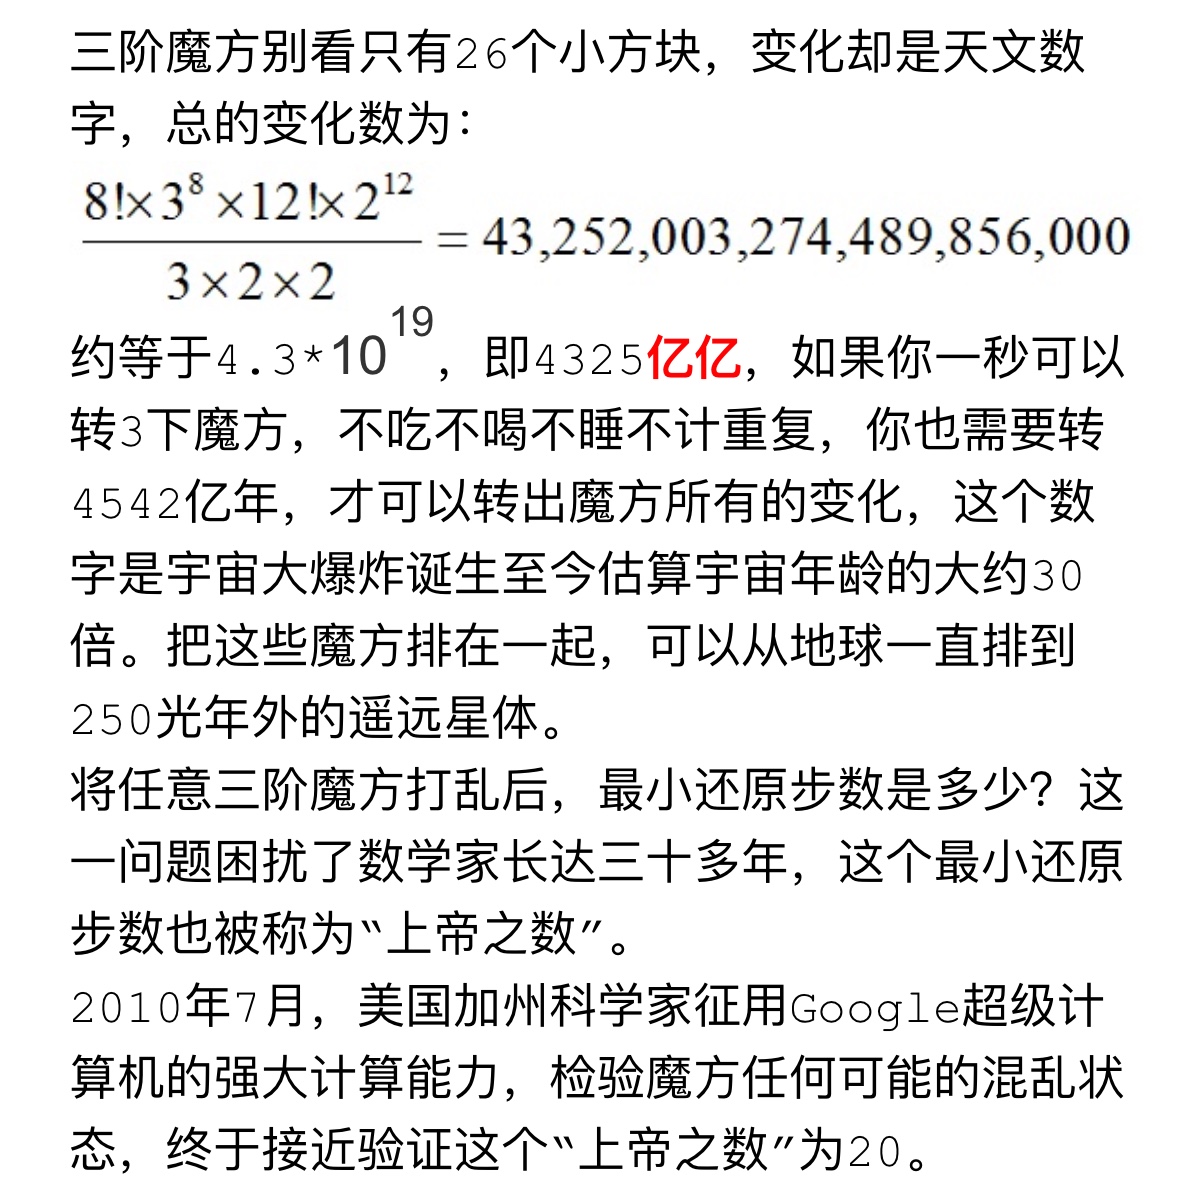 三阶魔方别看只有26个小方块，变化却是天文数
字，总的变化数为：
8!×3⁸×12!×2¹²
3×2×2
= 43,252,003,274,489,856,000
约等于4.3*10¹⁹，即4325亿亿，如果你一秒可以
转3下魔方，不吃不喝不睡不计重复，你也需要转
4542亿年，才可以转出魔方所有的变化，这个数
字是宇宙大爆炸诞生至今估算宇宙年龄的大约30
倍。把这些魔方排在一起，可以从地球一直排到
250光年外的遥远星体。
将任意三阶魔方打乱后，最小还原步数是多少？这
一问题困扰了数学家长达三十多年，这个最小还原
步数也被称为“上帝之数”。
2010年7月，美国加州科学家征用Google超级计
算机的强大计算能力，检验魔方任何可能的混乱状
态，终于接近验证这个“上帝之数”为20。